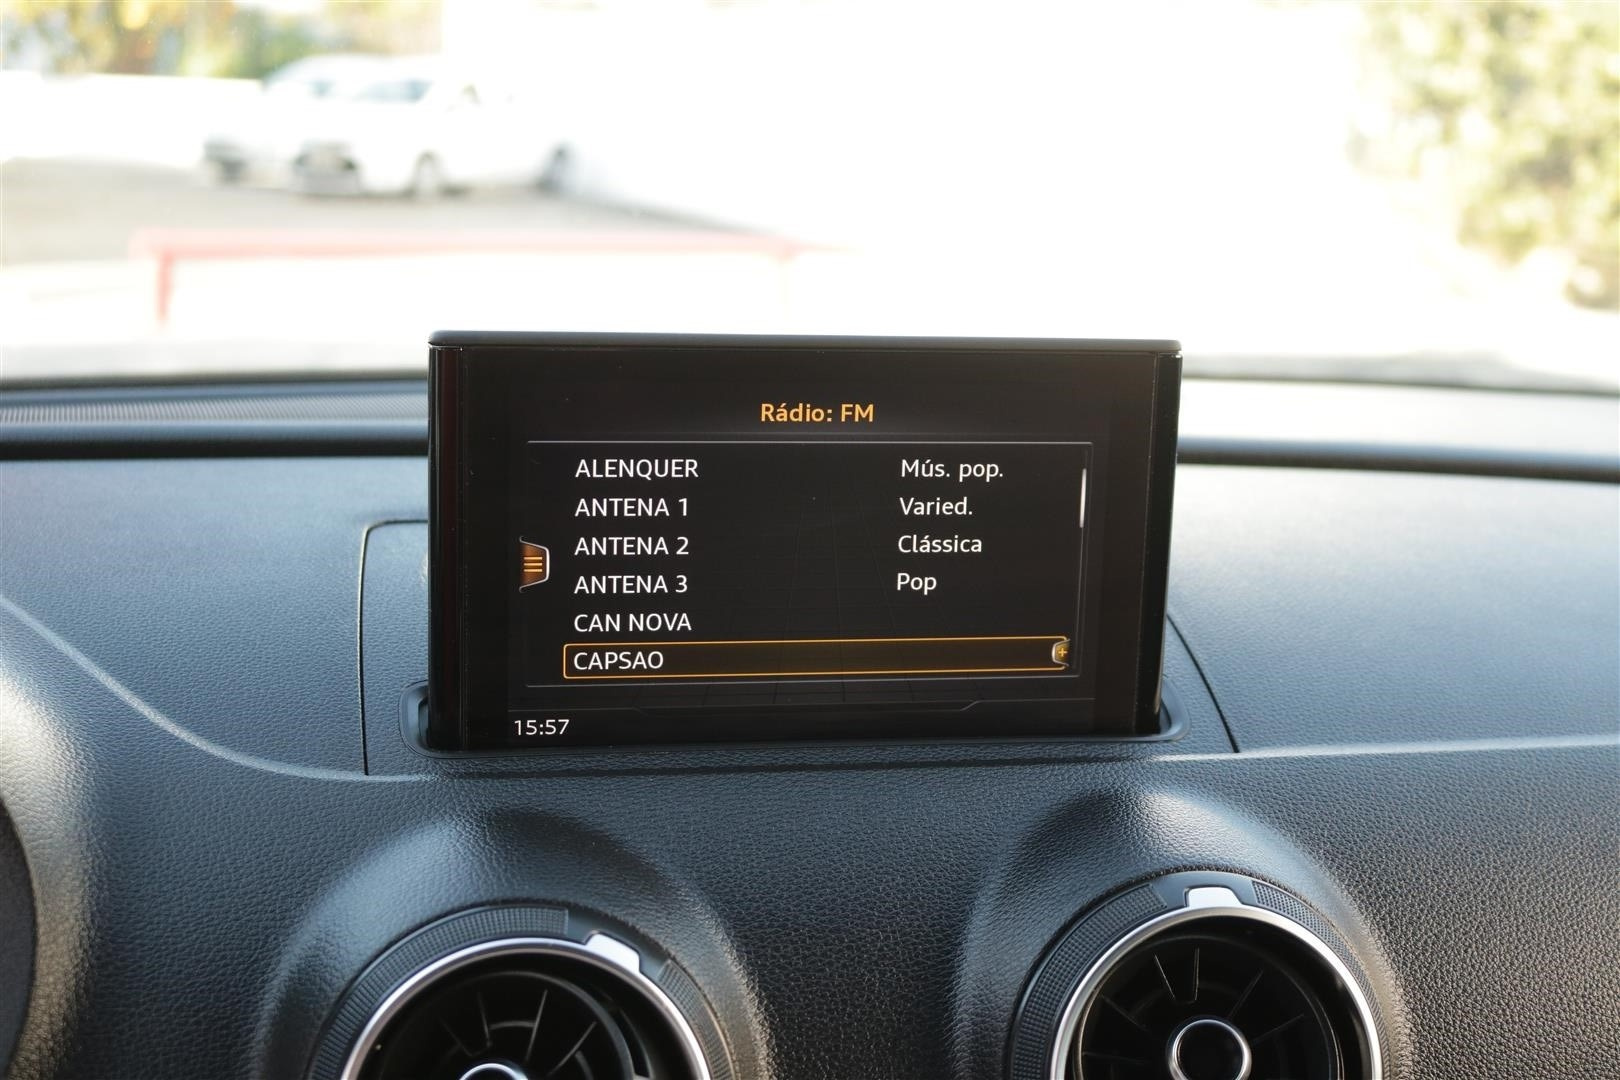 Rádio: FM
ALENQUER Mús. pop.
ANTENA 1 Varied.
ANTENA 2 Clássica
ANTENA 3 Pop
CAN NOVA
CAPSAO
15:57